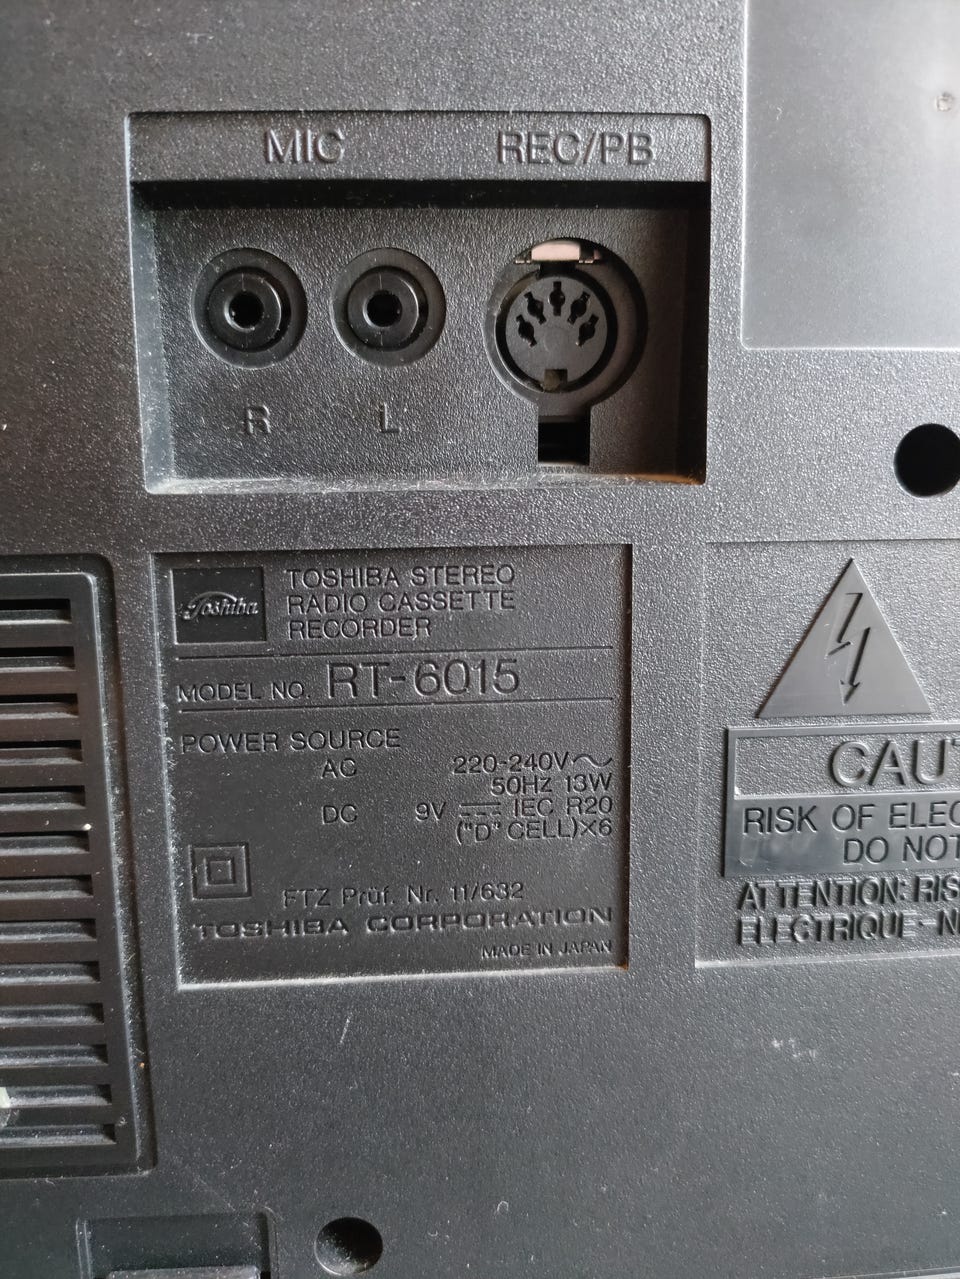 MIC REC/PB
R L
Toshiba
TOSHIBA STEREO
RADIO CASSETTE
RECORDER
MODEL NO. RT-6015
POWER SOURCE
AC 220-240V～
50HZ 13W
DC 9V ⎓ IEC R20
("D" CELL)×6
FTZ Prüf. Nr. 11/632
TOSHIBA CORPORATION
MADE IN JAPAN
CAUT
RISK OF ELEC
DO NOT
ATTENTION: RIS
ELECTRIQUE - N